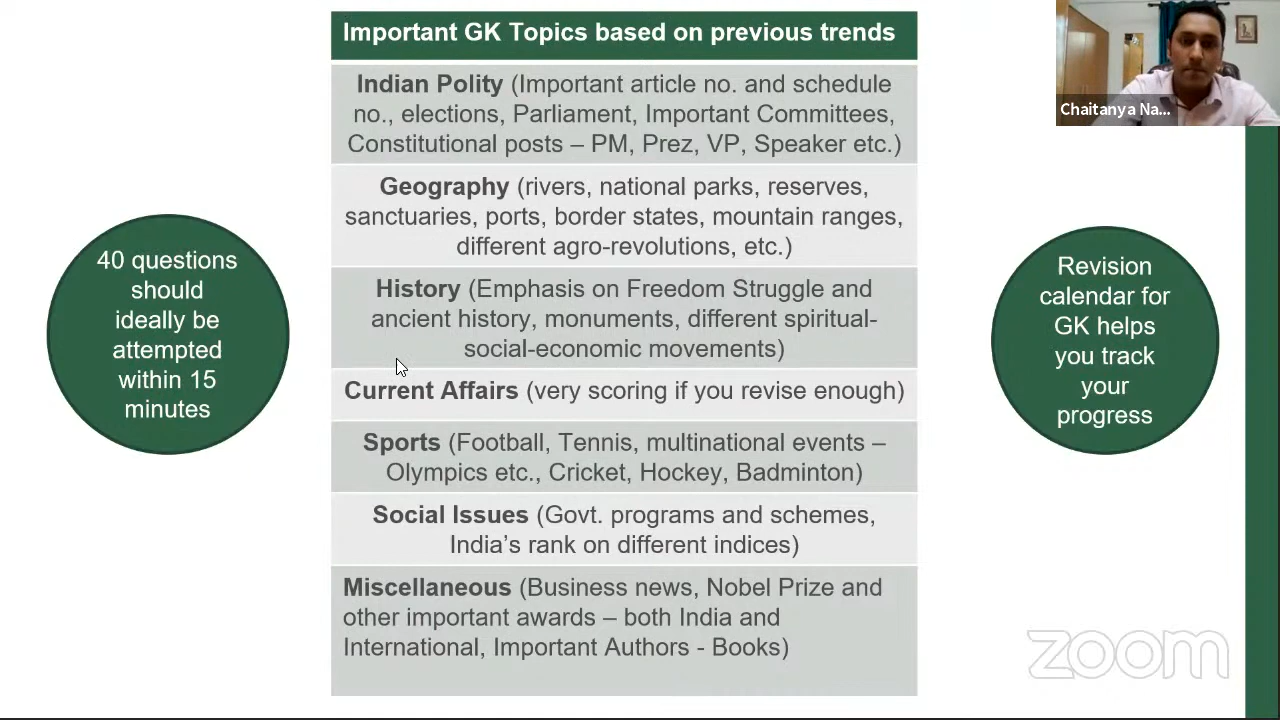 Important GK Topics based on previous trends
Indian Polity (Important article no. and schedule
no., elections, Parliament, Important Committees,
Constitutional posts – PM, Prez, VP, Speaker etc.)
Geography (rivers, national parks, reserves,
sanctuaries, ports, border states, mountain ranges,
different agro-revolutions, etc.)
History (Emphasis on Freedom Struggle and
ancient history, monuments, different spiritual-
social-economic movements)
Current Affairs (very scoring if you revise enough)
Sports (Football, Tennis, multinational events –
Olympics etc., Cricket, Hockey, Badminton)
Social Issues (Govt. programs and schemes,
India's rank on different indices)
Miscellaneous (Business news, Nobel Prize and
other important awards – both India and
International, Important Authors - Books)
40 questions
should
ideally be
attempted
within 15
minutes
Revision
calendar for
GK helps
you track
your
progress
Chaitanya Na...
zoom